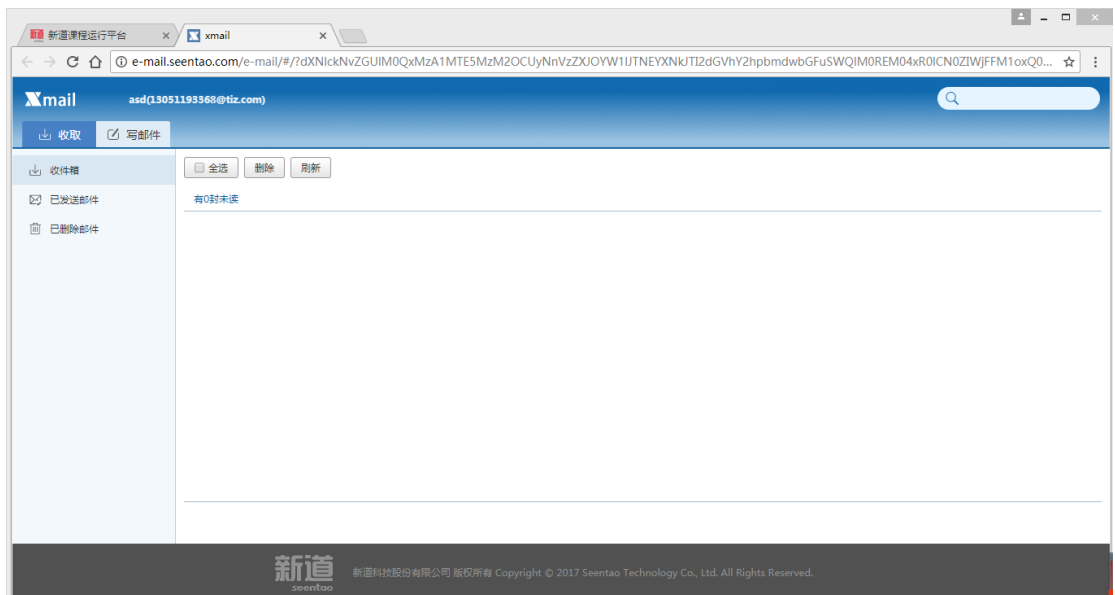 新道课程运行平台
xmail
e-mail.seentao.com/e-mail/#/?dXNlckNvZGUlM0QxMzA1MTE5MzM2OCUyNnVzZXJOYW1lJTNEYXNkJTI2dGVhY2hpbmdwbGFuSWQlM0REM04xR0lCN0ZIWjFFM1oxQ0...
Xmail
asd(13051193368@tiz.com)
收取
写邮件
收件箱
全选
删除
刷新
已发送邮件
有0封未读
已删除邮件
新道
seentao
新道科技股份有限公司 版权所有 Copyright © 2017 Seentao Technology Co., Ltd. All Rights Reserved.